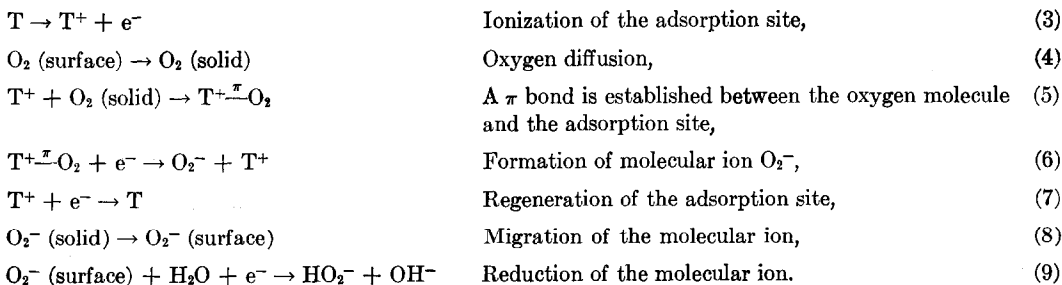 T → T⁺ + e⁻ Ionization of the adsorption site, (3)
O₂ (surface) → O₂ (solid) Oxygen diffusion, (4)
T⁺ + O₂ (solid) → T⁺—π—O₂ A π bond is established between the oxygen molecule (5)
and the adsorption site,
T⁺—π—O₂ + e⁻ → O₂⁻ + T⁺ Formation of molecular ion O₂⁻, (6)
T⁺ + e⁻ → T Regeneration of the adsorption site, (7)
O₂⁻ (solid) → O₂⁻ (surface) Migration of the molecular ion, (8)
O₂⁻ (surface) + H₂O + e⁻ → HO₂⁻ + OH⁻ Reduction of the molecular ion. (9)